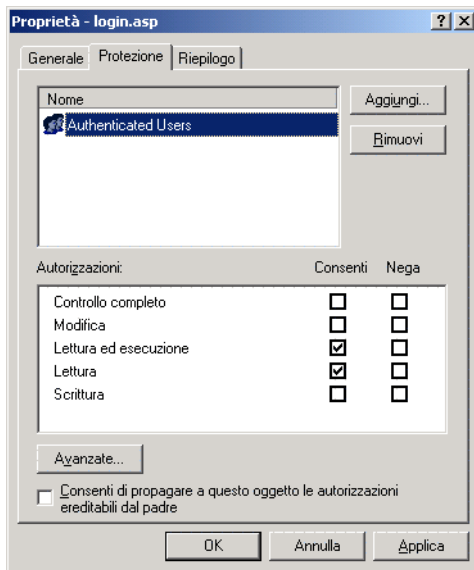 Proprietà - login.asp
Generale Protezione Riepilogo
Nome
Authenticated Users
Aggiungi...
Rimuovi
Autorizzazioni: Consenti Nega
Controllo completo
Modifica
Lettura ed esecuzione
Lettura
Scrittura
Avanzate...
Consenti di propagare a questo oggetto le autorizzazioni
ereditabili dal padre
OK Annulla Applica